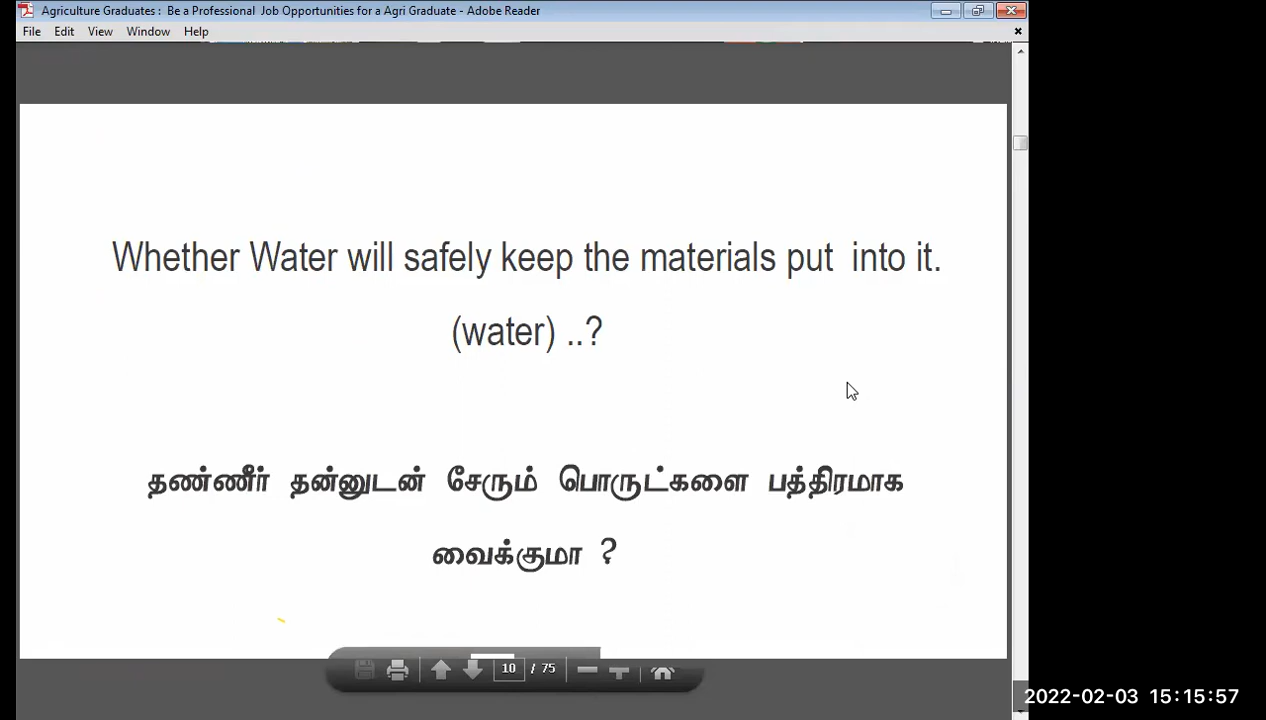 Agriculture Graduates : Be a Professional Job Opportunities for a Agri Graduate - Adobe Reader
File Edit View Window Help
Whether Water will safely keep the materials put into it.
(water) ..?
தண்ணீர் தன்னுடன் சேரும் பொருட்களை பத்திரமாக
வைக்குமா ?
10 / 75
2022-02-03 15:15:57